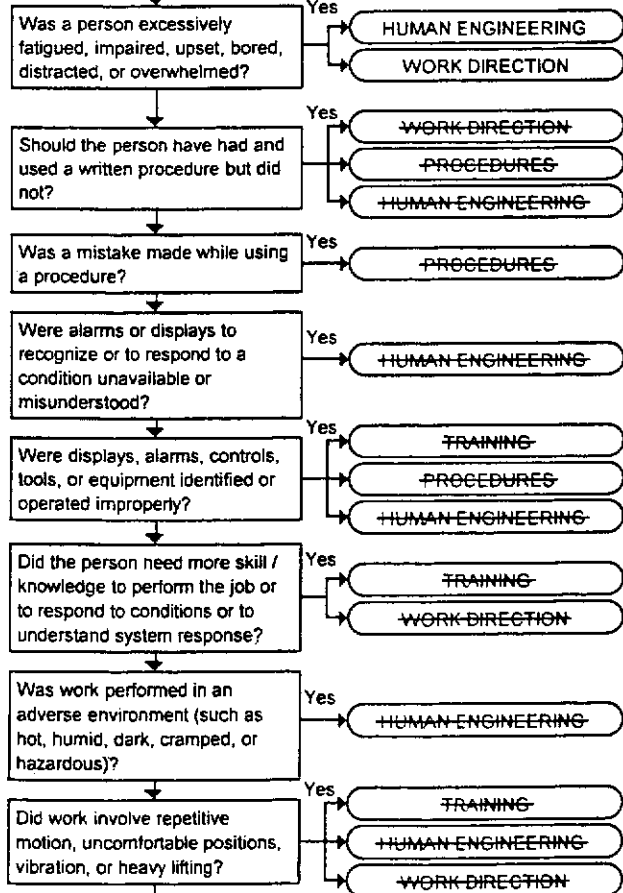 Was a person excessively
fatigued, impaired, upset, bored,
distracted, or overwhelmed?
Yes
HUMAN ENGINEERING
WORK DIRECTION
Should the person have had and
used a written procedure but did
not?
Yes
WORK DIRECTION
PROCEDURES
HUMAN ENGINEERING
Was a mistake made while using
a procedure?
Yes
PROCEDURES
Were alarms or displays to
recognize or to respond to a
condition unavailable or
misunderstood?
Yes
HUMAN ENGINEERING
Were displays, alarms, controls,
tools, or equipment identified or
operated improperly?
Yes
TRAINING
PROCEDURES
HUMAN ENGINEERING
Did the person need more skill /
knowledge to perform the job or
to respond to conditions or to
understand system response?
Yes
TRAINING
WORK DIRECTION
Was work performed in an
adverse environment (such as
hot, humid, dark, cramped, or
hazardous)?
Yes
HUMAN ENGINEERING
Did work involve repetitive
motion, uncomfortable positions,
vibration, or heavy lifting?
Yes
TRAINING
HUMAN ENGINEERING
WORK DIRECTION